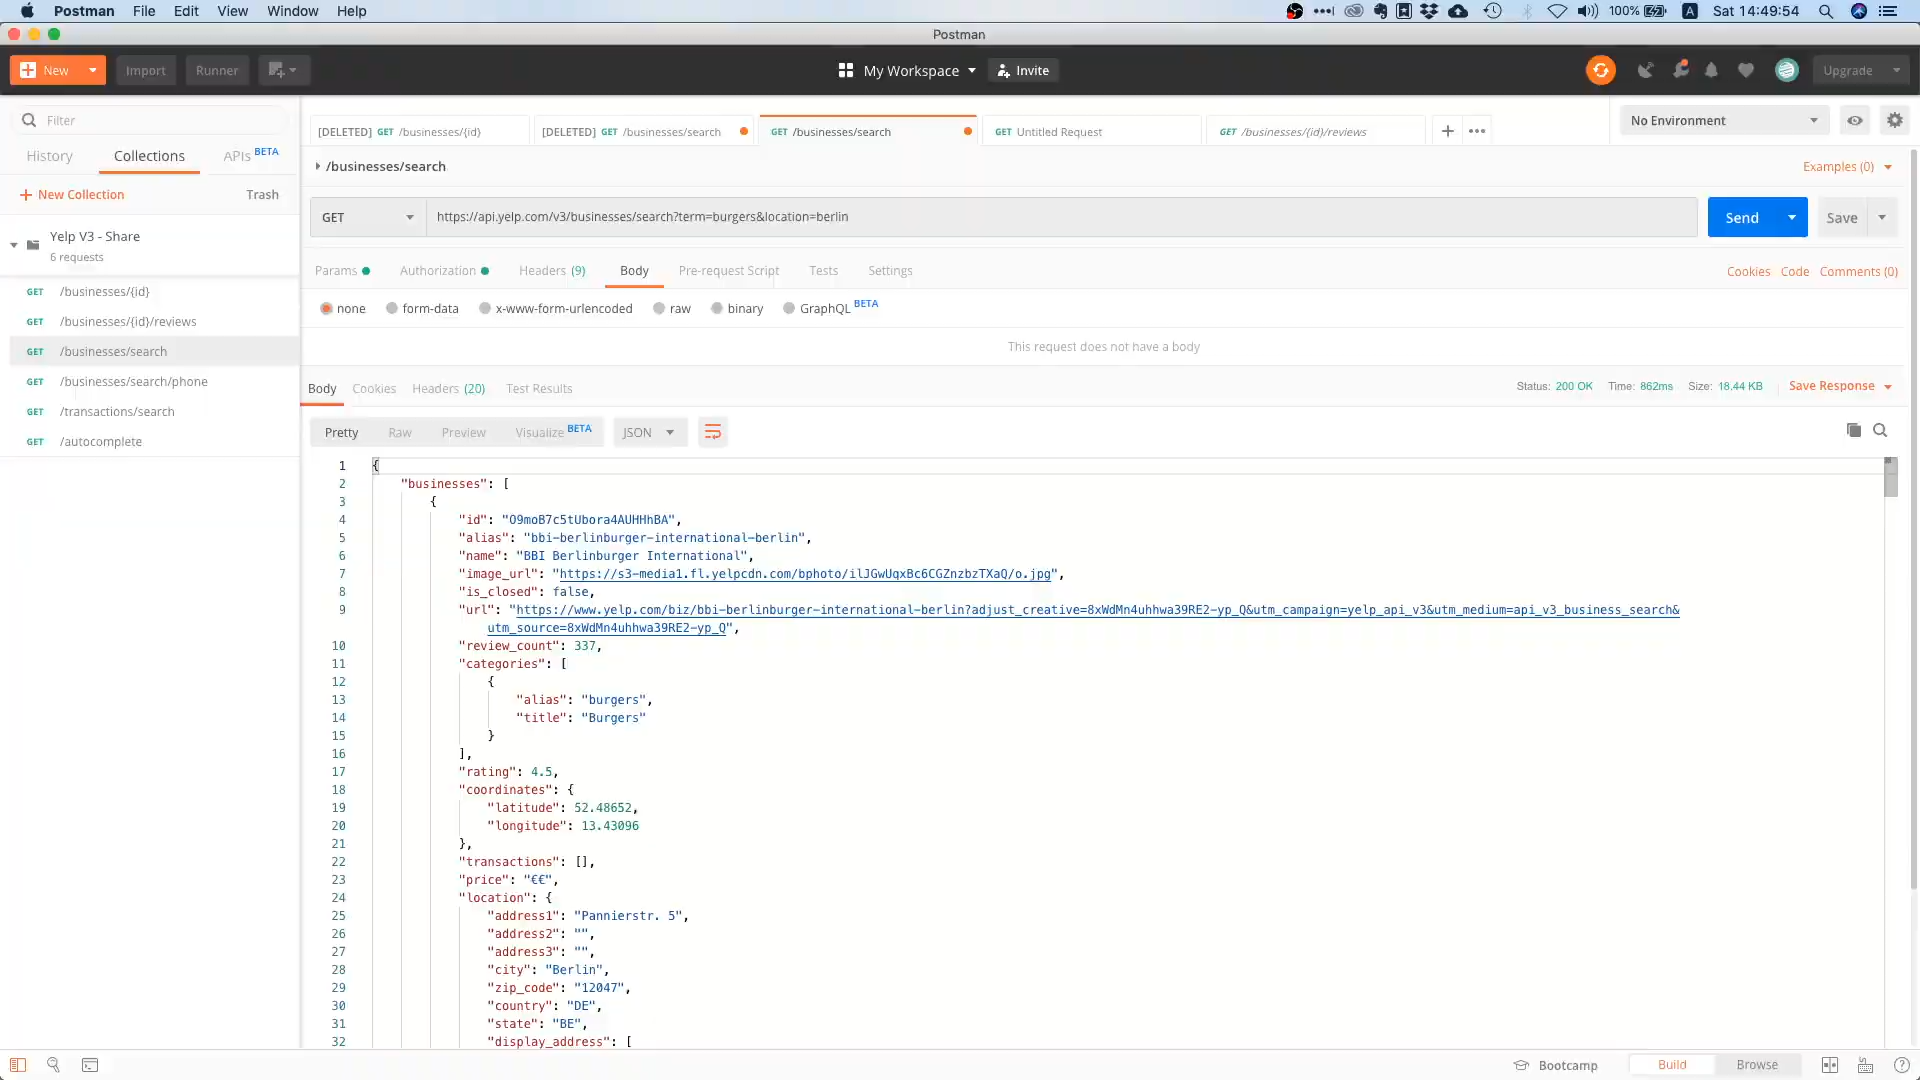 Postman File Edit View Window Help 100% A Sat 14:49:54
Postman
New Import Runner My Workspace Invite Upgrade
Filter
[DELETED] GET /businesses/{id} [DELETED] GET /businesses/search GET /businesses/search GET Untitled Request GET /businesses/{id}/reviews No Environment
History Collections APIs BETA
/businesses/search Examples (0)
New Collection Trash
GET https://api.yelp.com/v3/businesses/search?term=burgers&location=berlin Send Save
Yelp V3 - Share
6 requests
Params Authorization Headers (9) Body Pre-request Script Tests Settings Cookies Code Comments (0)
GET /businesses/{id}
none form-data x-www-form-urlencoded raw binary GraphQL BETA
GET /businesses/{id}/reviews
This request does not have a body
GET /businesses/search
GET /businesses/search/phone
Body Cookies Headers (20) Test Results Status: 200 OK Time: 862ms Size: 18.44 KB Save Response
GET /transactions/search
Pretty Raw Preview Visualize BETA JSON
GET /autocomplete
1 {
2 "businesses": [
3 {
4 "id": "O9moB7c5tUbora4AUHHhBA",
5 "alias": "bbi-berlinburger-international-berlin",
6 "name": "BBI Berlinburger International",
7 "image_url": "https://s3-media1.fl.yelpcdn.com/bphoto/ilJGwUqxBc6CGZnzbzTXaQ/o.jpg",
8 "is_closed": false,
9 "url": "https://www.yelp.com/biz/bbi-berlinburger-international-berlin?adjust_creative=8xWdMn4uhhwa39RE2-yp_Q&utm_campaign=yelp_api_v3&utm_medium=api_v3_business_search&
utm_source=8xWdMn4uhhwa39RE2-yp_Q",
10 "review_count": 337,
11 "categories": [
12 {
13 "alias": "burgers",
14 "title": "Burgers"
15 }
16 ],
17 "rating": 4.5,
18 "coordinates": {
19 "latitude": 52.48652,
20 "longitude": 13.43096
21 },
22 "transactions": [],
23 "price": "€€",
24 "location": {
25 "address1": "Pannierstr. 5",
26 "address2": "",
27 "address3": "",
28 "city": "Berlin",
29 "zip_code": "12047",
30 "country": "DE",
31 "state": "BE",
32 "display_address": [
Bootcamp Build Browse